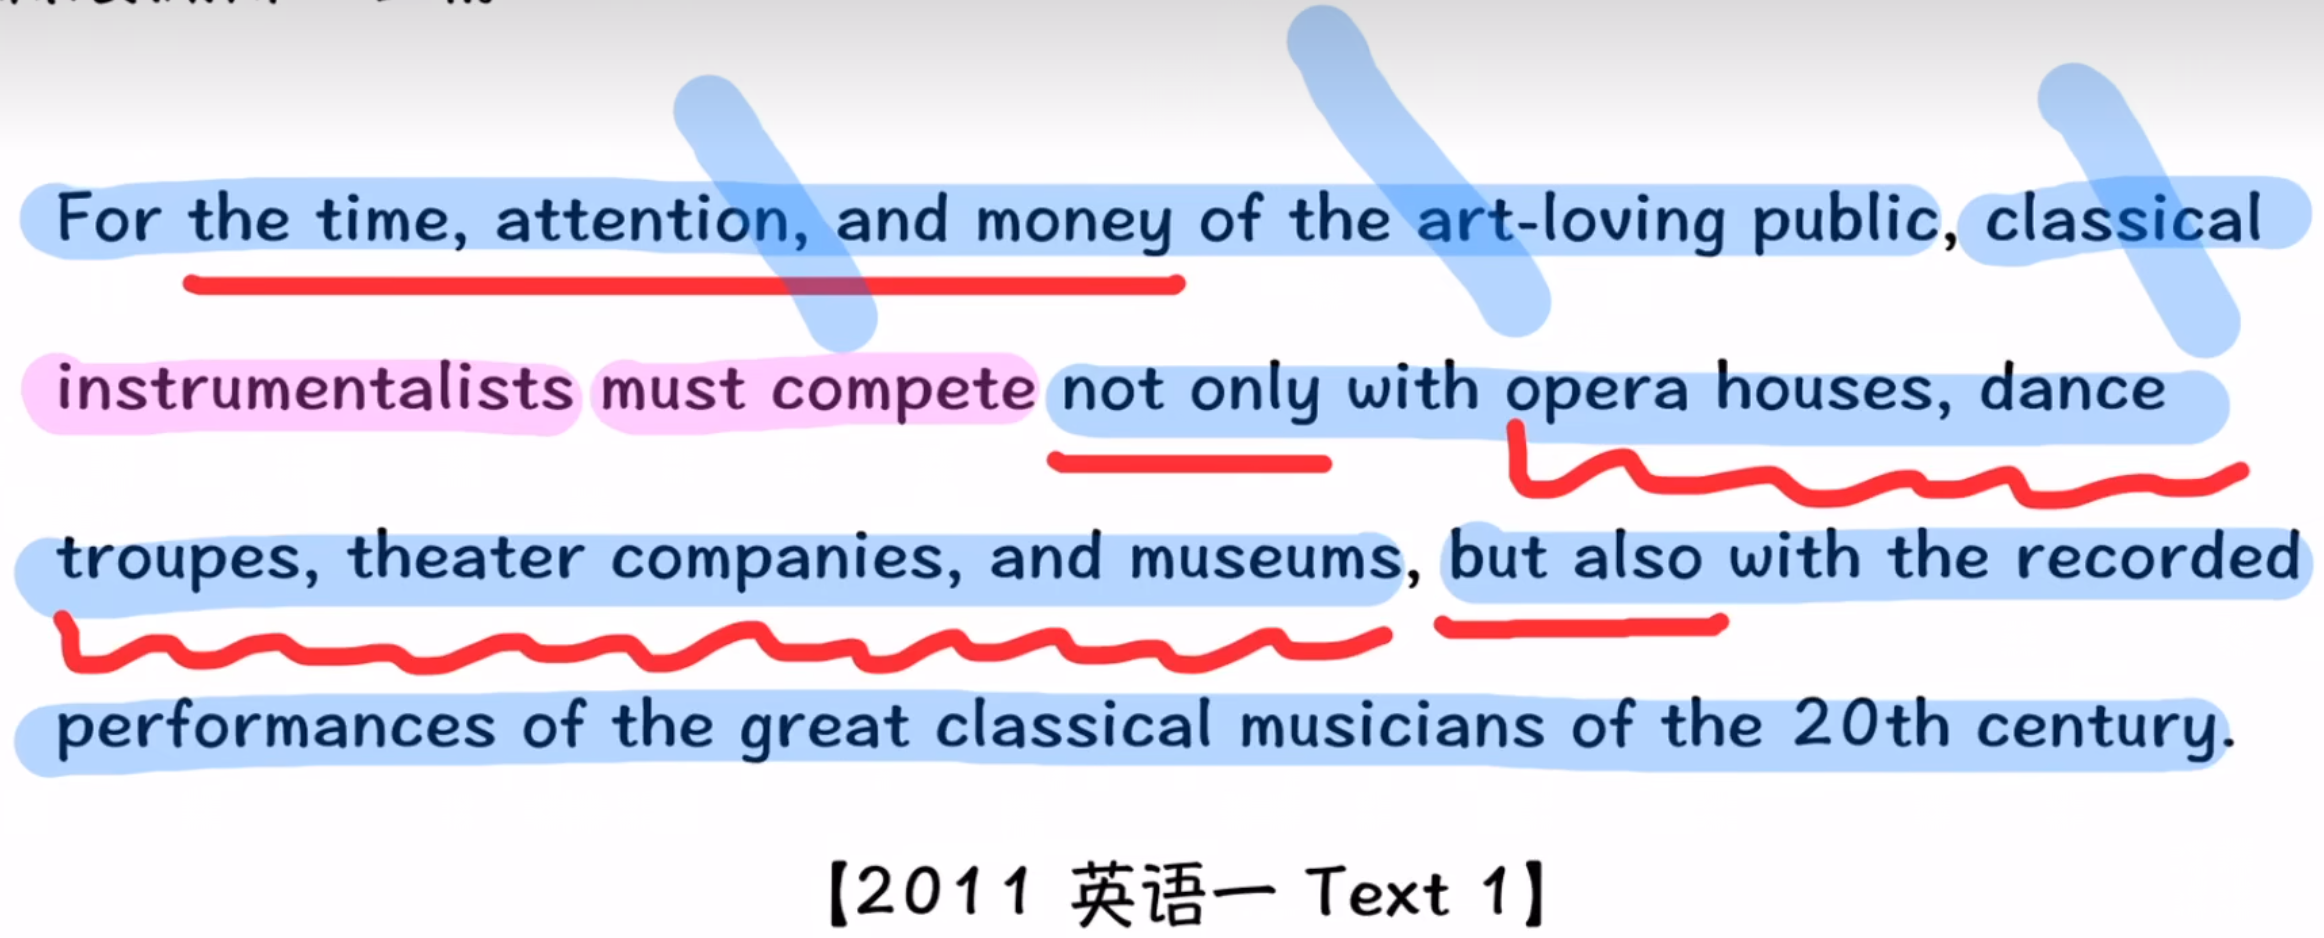 For the time, attention, and money of the art-loving public, classical
instrumentalists must compete not only with opera houses, dance
troupes, theater companies, and museums, but also with the recorded
performances of the great classical musicians of the 20th century.
【2011 英语一 Text 1】